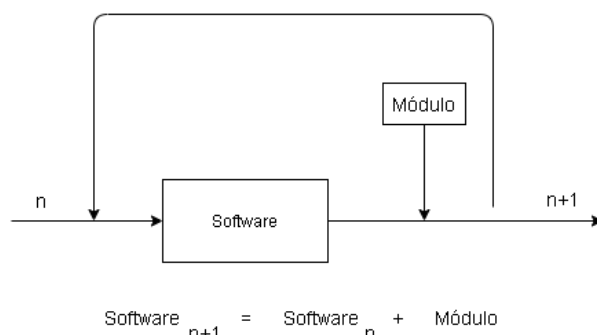 Módulo
n
n+1
Software
Software n+1 = Software n + Módulo